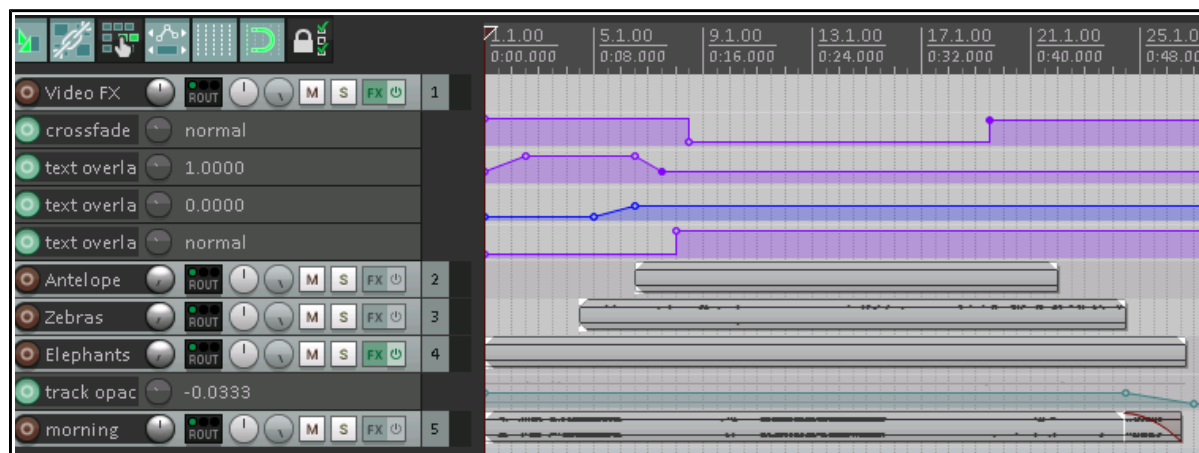 1.1.00 5.1.00 9.1.00 13.1.00 17.1.00 21.1.00 25.1.0
0:00.000 0:08.000 0:16.000 0:24.000 0:32.000 0:40.000 0:48.00
Video FX ROUT M S FX 1
crossfade normal
text overla 1.0000
text overla 0.0000
text overla normal
Antelope ROUT M S FX 2
Zebras ROUT M S FX 3
Elephants ROUT M S FX 4
track opac -0.0333
morning ROUT M S FX 5